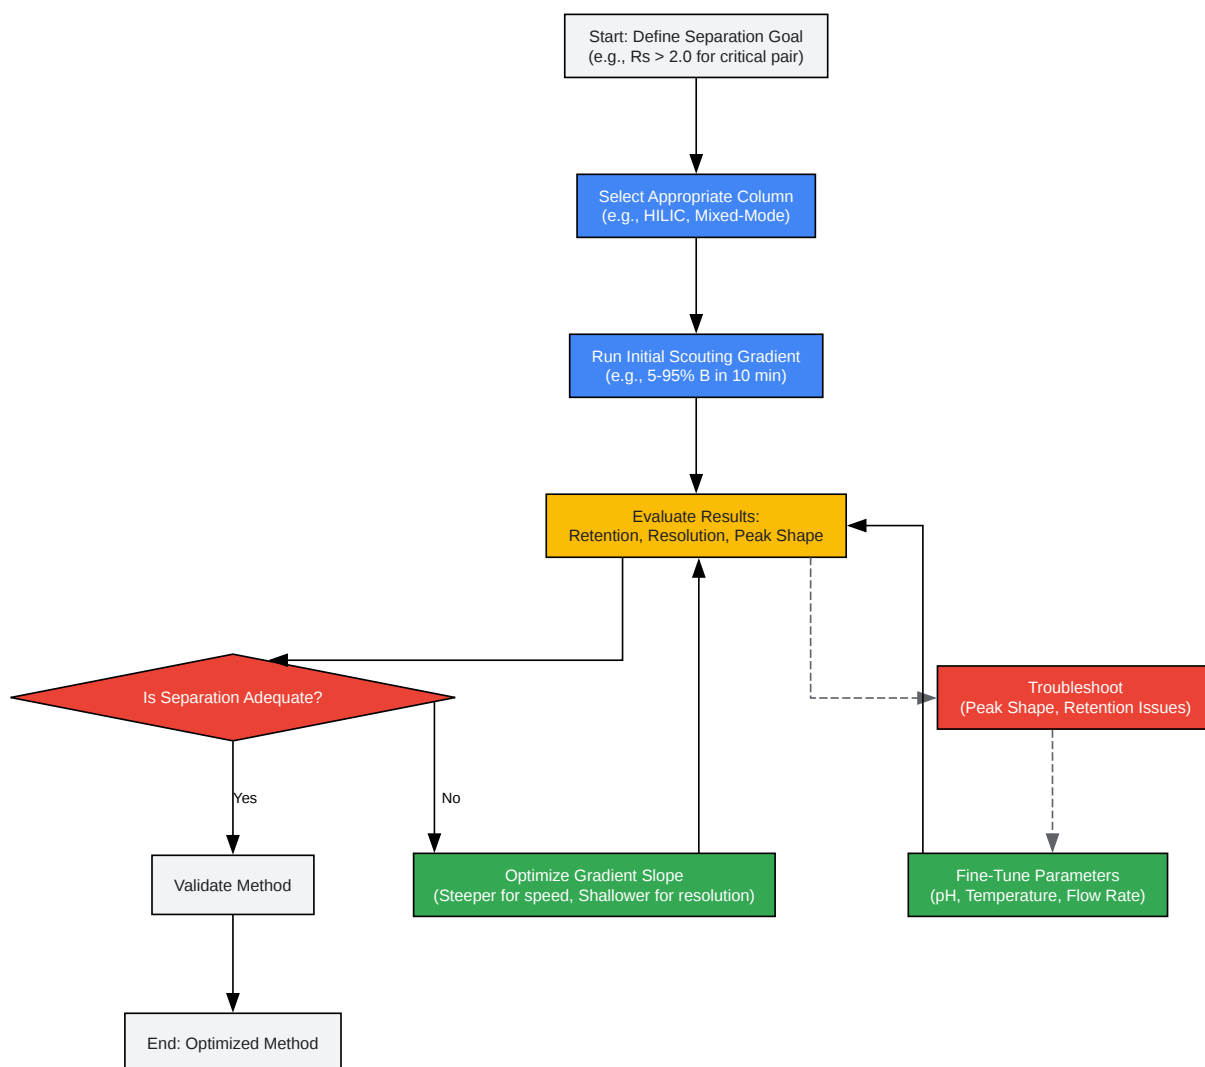 Start: Define Separation Goal
(e.g., Rs > 2.0 for critical pair)
Select Appropriate Column
(e.g., HILIC, Mixed-Mode)
Run Initial Scouting Gradient
(e.g., 5-95% B in 10 min)
Evaluate Results:
Retention, Resolution, Peak Shape
Is Separation Adequate?
Troubleshoot
(Peak Shape, Retention Issues)
Yes
No
Validate Method
Optimize Gradient Slope
(Steeper for speed, Shallower for resolution)
Fine-Tune Parameters
(pH, Temperature, Flow Rate)
End: Optimized Method